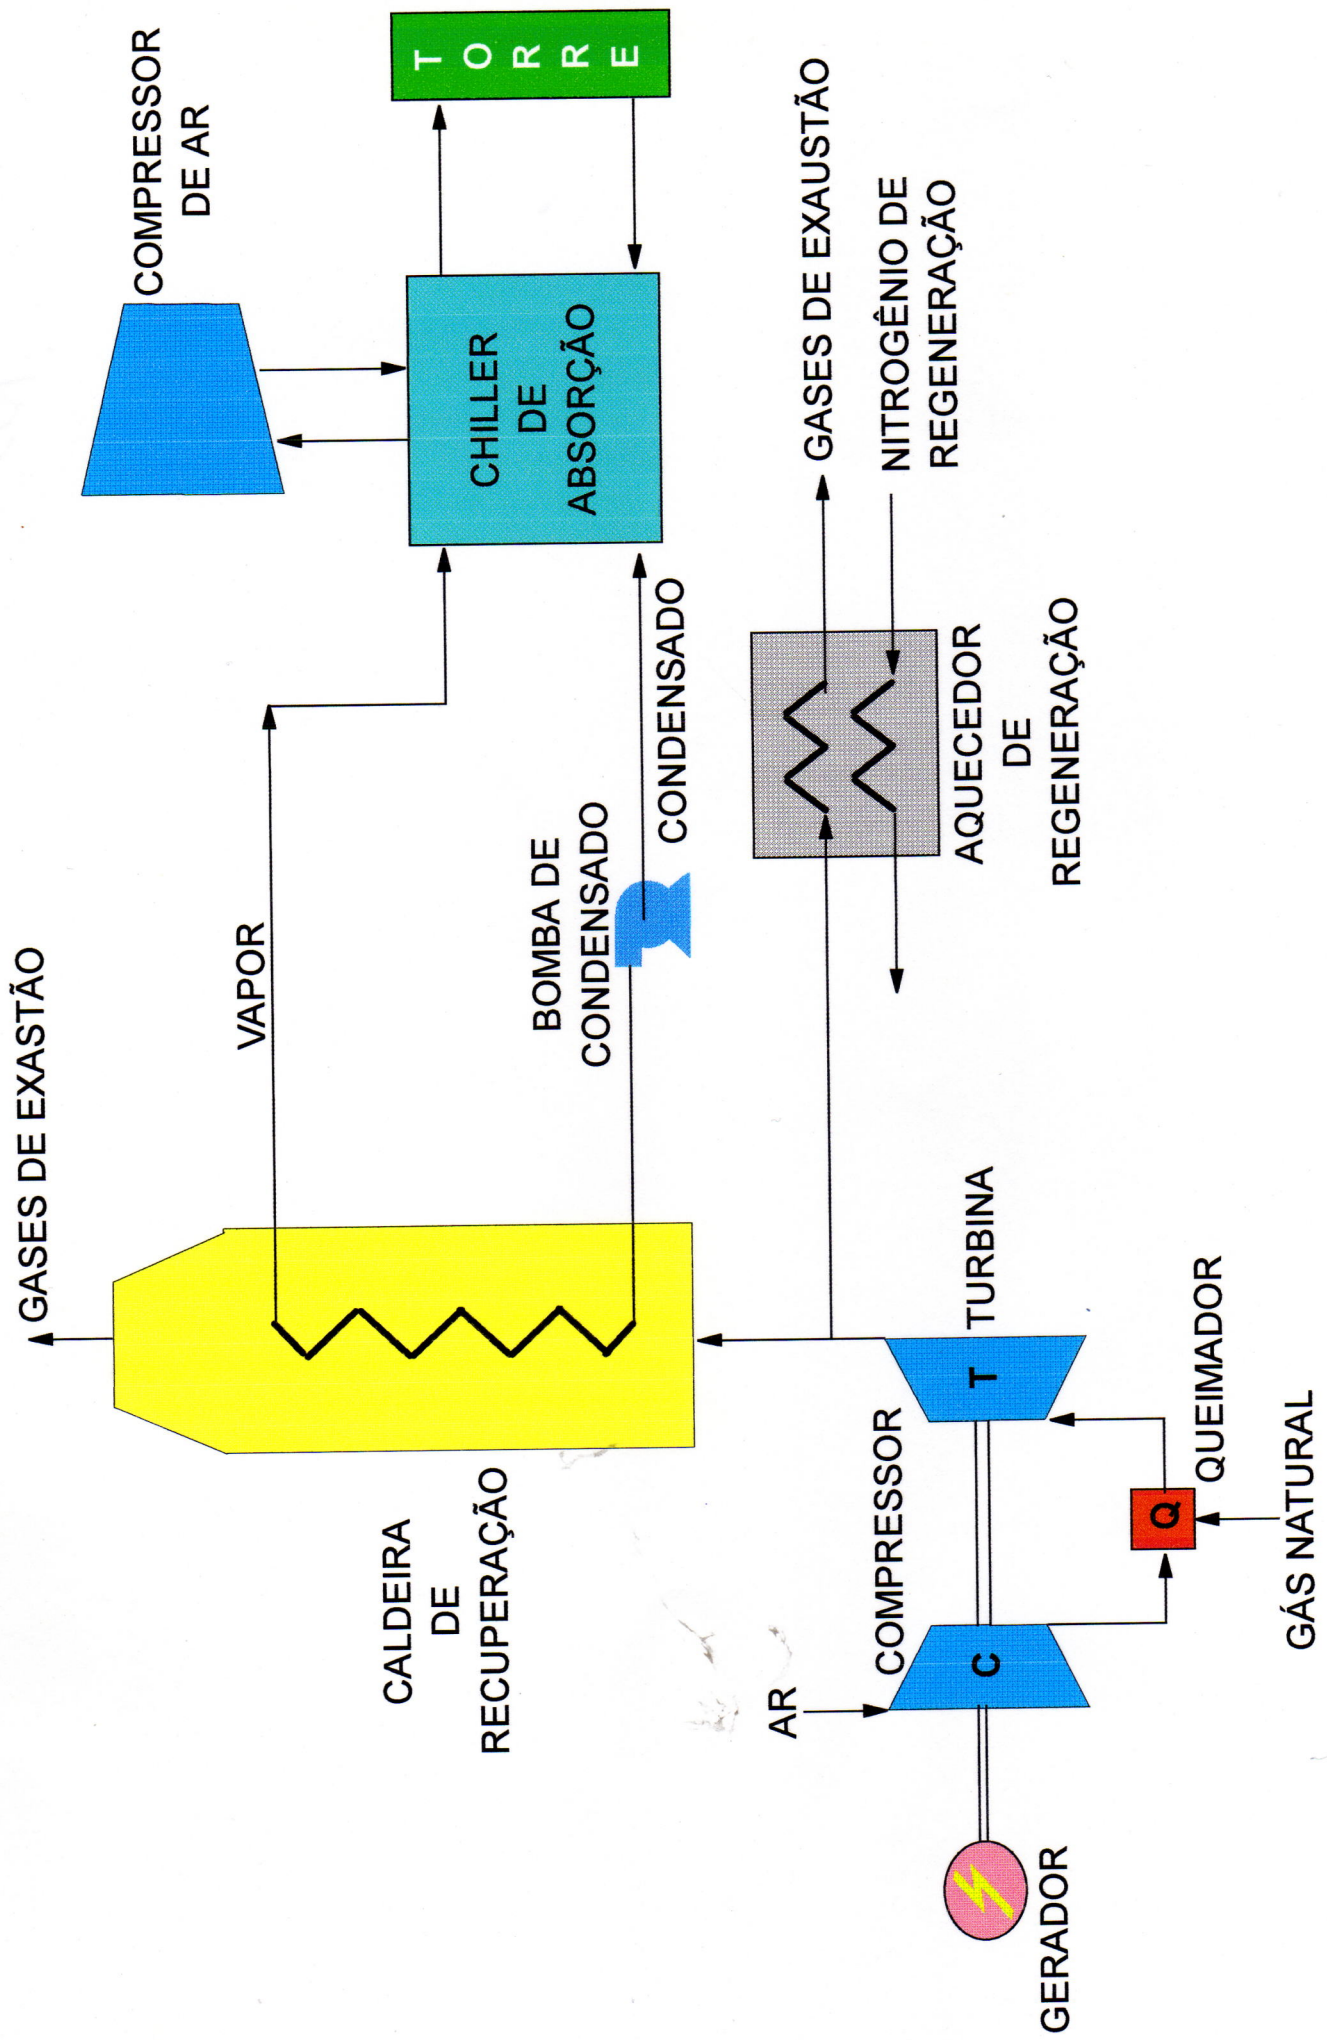 GASES DE EXASTÃO
COMPRESSOR
DE AR
VAPOR
TORRE
CALDEIRA
DE
RECUPERAÇÃO
BOMBA DE
CONDENSADO
CHILLER
DE
ABSORÇÃO
CONDENSADO
AR
COMPRESSOR
GASES DE EXAUSTÃO
NITROGÊNIO DE
REGENERAÇÃO
C
T
TURBINA
AQUECEDOR
DE
REGENERAÇÃO
GERADOR
Q
QUEIMADOR
GÁS NATURAL